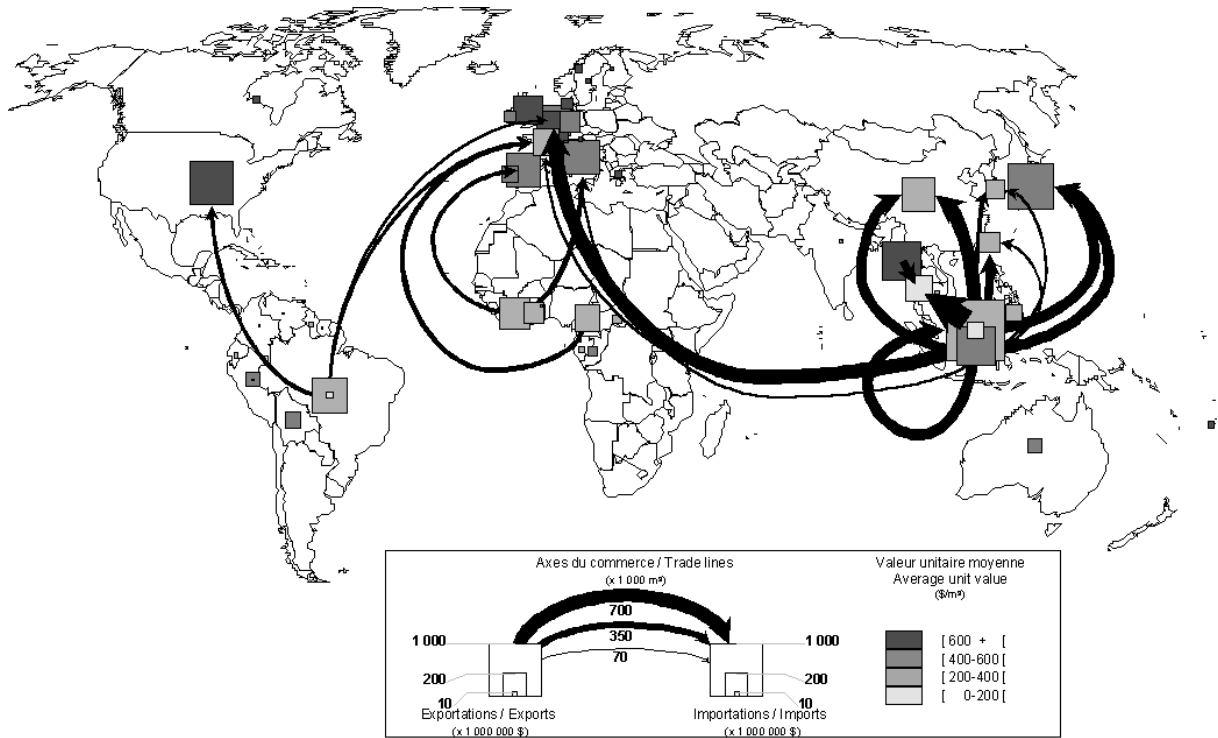 Axes du commerce / Trade lines
(x 1 000 m³)
700
1 000
350
1 000
70
200
200
10
10
Exportations / Exports
(x 1 000 000 $)
Importations / Imports
(x 1 000 000 $)
Valeur unitaire moyenne
Average unit value
($/m³)
[ 600 + [
[ 400-600 [
[ 200-400 [
[ 0-200 [